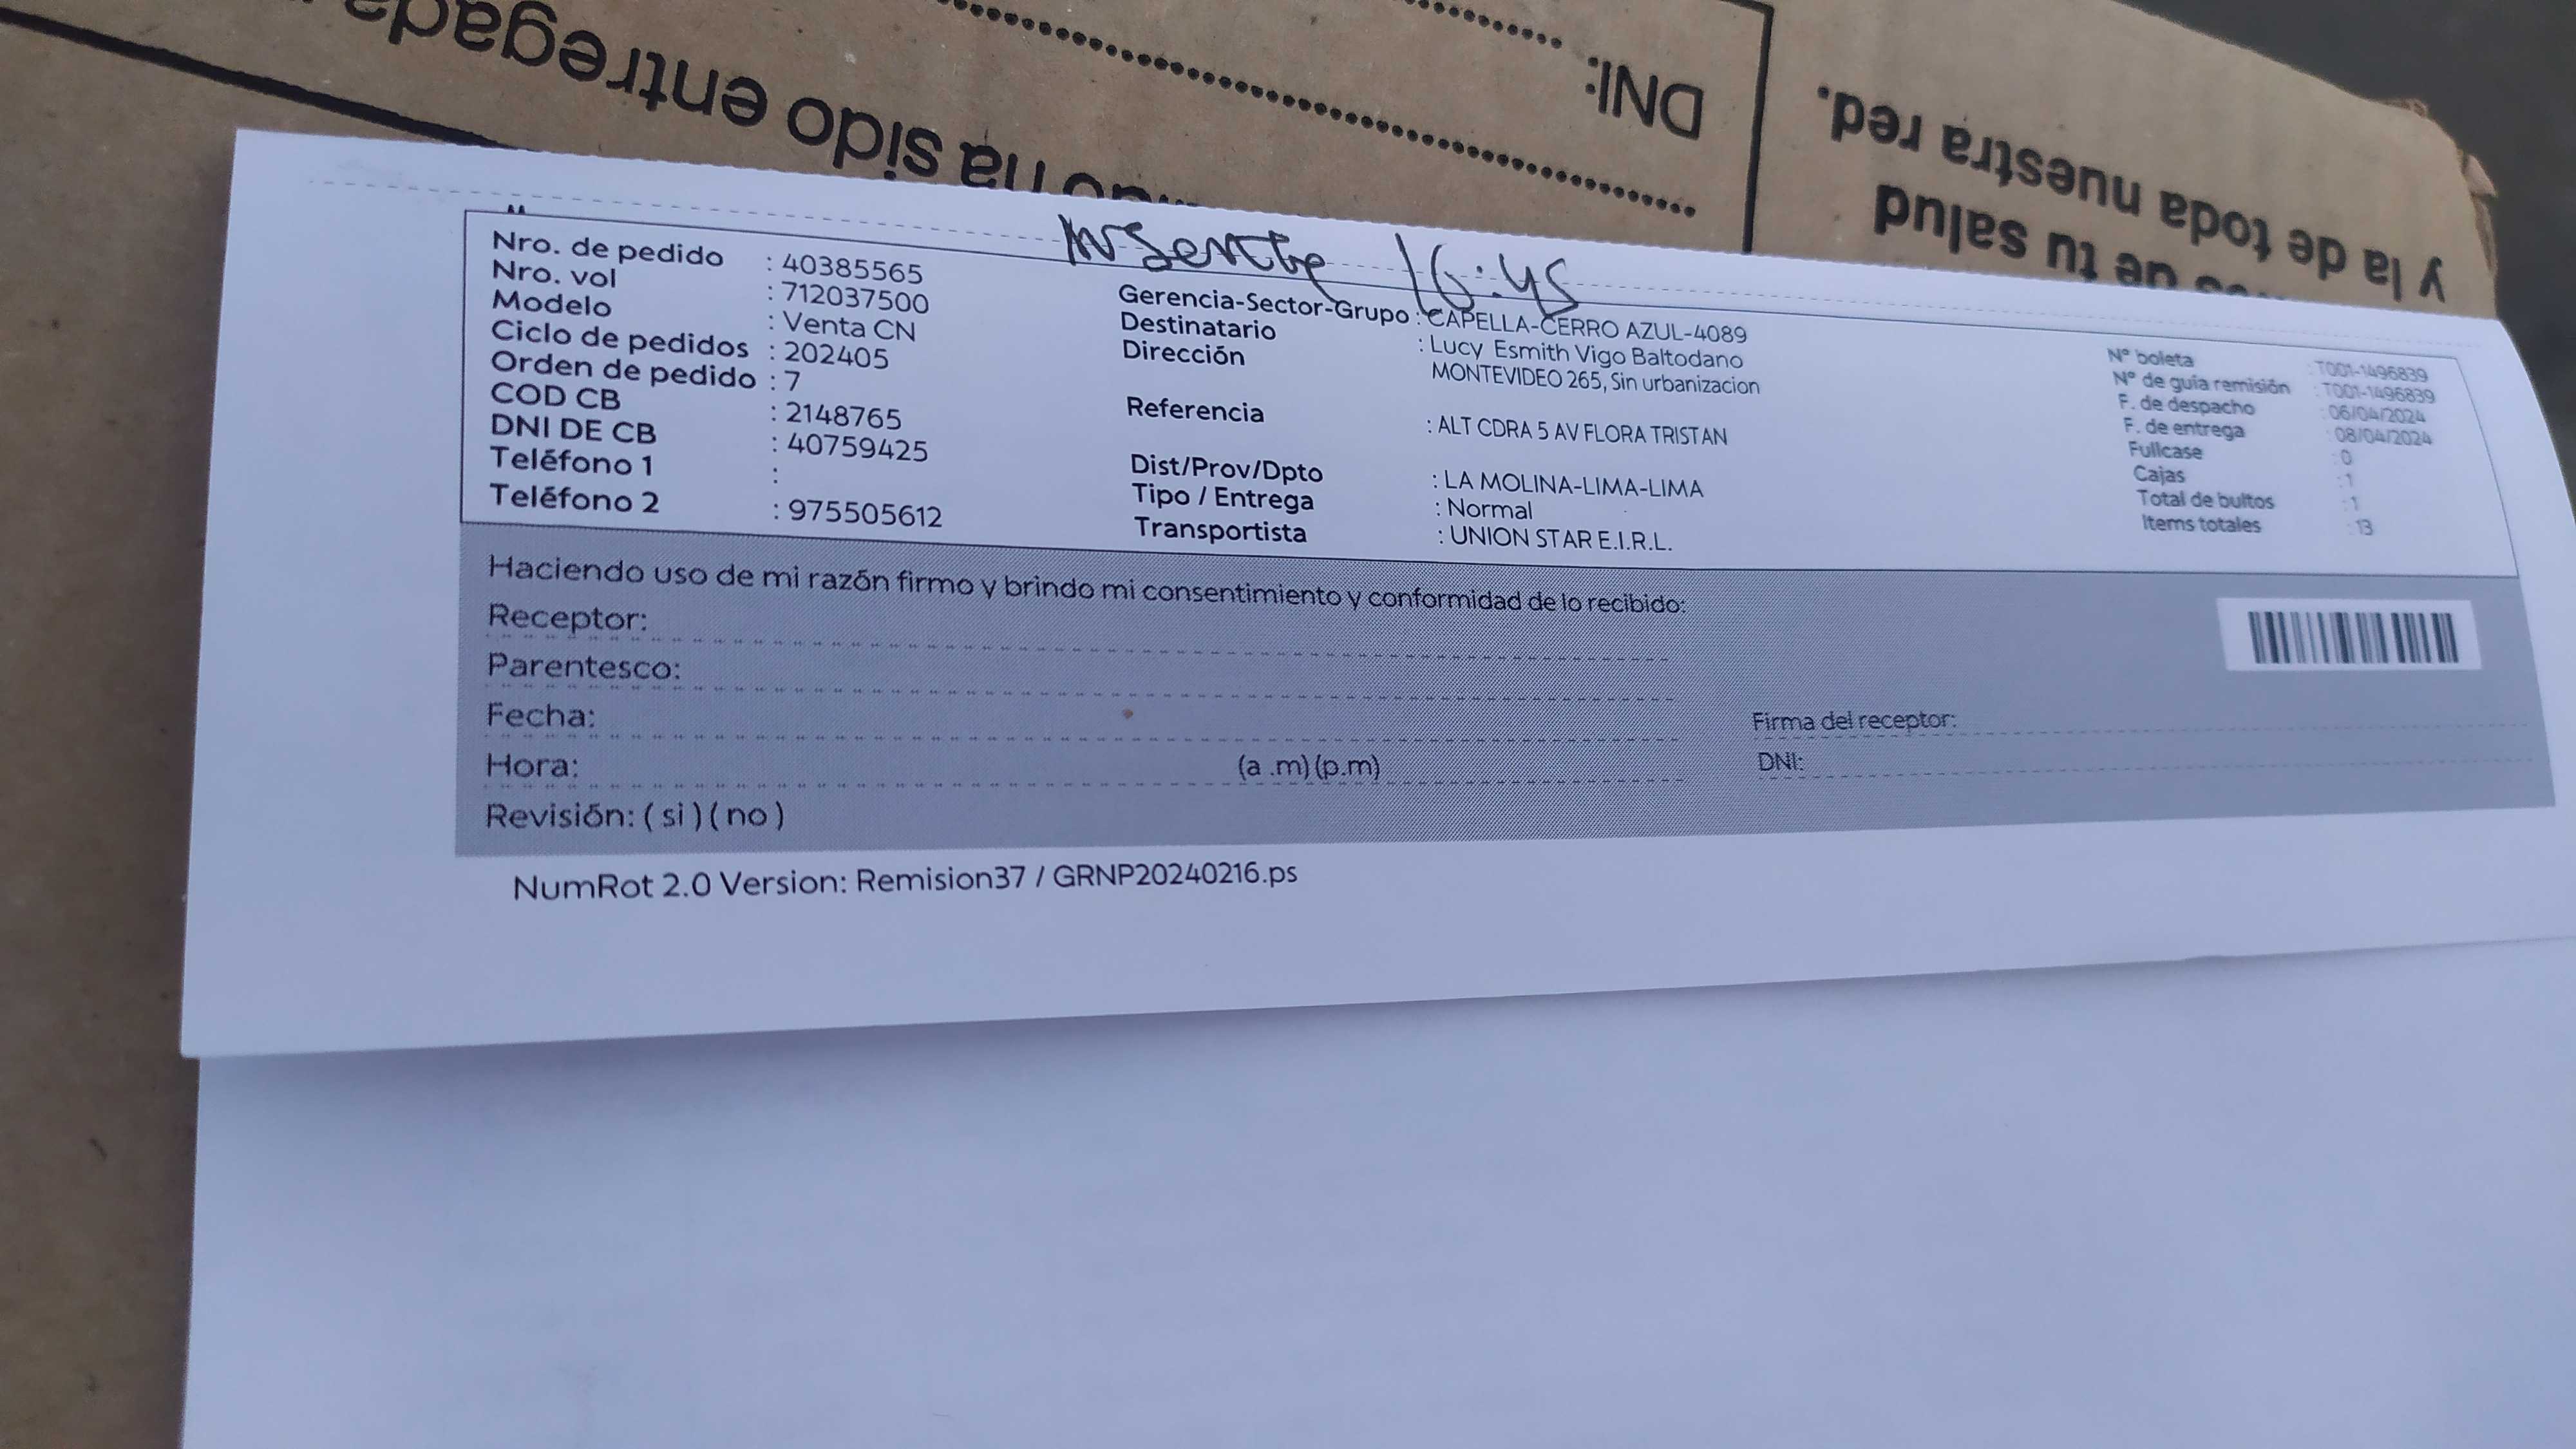 pedido ha sido entregado
DNI:
y la de toda nuestra red.
de tu salud
16:45
Nro. de pedido : 40385565
Nro. vol : 712037500
Modelo : Venta CN
Ciclo de pedidos : 202405
Orden de pedido : 7
COD CB : 2148765
DNI DE CB : 40759425
Teléfono 1 :
Teléfono 2 : 975505612
Gerencia-Sector-Grupo : CAPELLA-CERRO AZUL-4089
Destinatario : Lucy Esmith Vigo Baltodano
Dirección MONTEVIDEO 265, Sin urbanizacion
Referencia : ALT CDRA 5 AV FLORA TRISTAN
Dist/Prov/Dpto : LA MOLINA-LIMA-LIMA
Tipo / Entrega : Normal
Transportista : UNION STAR E.I.R.L.
N° boleta : T001-1496839
N° de guía remisión : T001-1496839
F. de despacho : 06/04/2024
F. de entrega : 08/04/2024
Fullcase : 0
Cajas : 1
Total de bultos : 1
Items totales : 13
Haciendo uso de mi razón firmo y brindo mi consentimiento y conformidad de lo recibido:
Receptor:
Parentesco:
Fecha:
Hora: (a .m) (p.m)
Revisión: ( si ) ( no )
Firma del receptor:
DNI:
NumRot 2.0 Version: Remision37 / GRNP20240216.ps